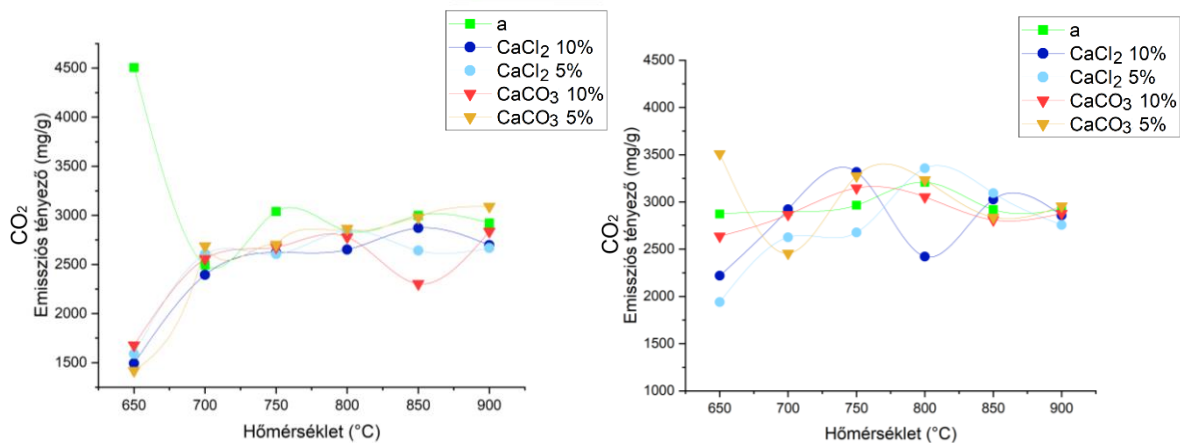 a
CaCl₂ 10%
CaCl₂ 5%
CaCO₃ 10%
CaCO₃ 5%
4500
4000
3500
3000
2500
2000
1500
650 700 750 800 850 900
CO₂
Emissziós tényező (mg/g)
Hőmérséklet (°C)
a
CaCl₂ 10%
CaCl₂ 5%
CaCO₃ 10%
CaCO₃ 5%
4500
4000
3500
3000
2500
2000
1500
1000
650 700 750 800 850 900
CO₂
Emissziós tényező (mg/g)
Hőmérséklet (°C)